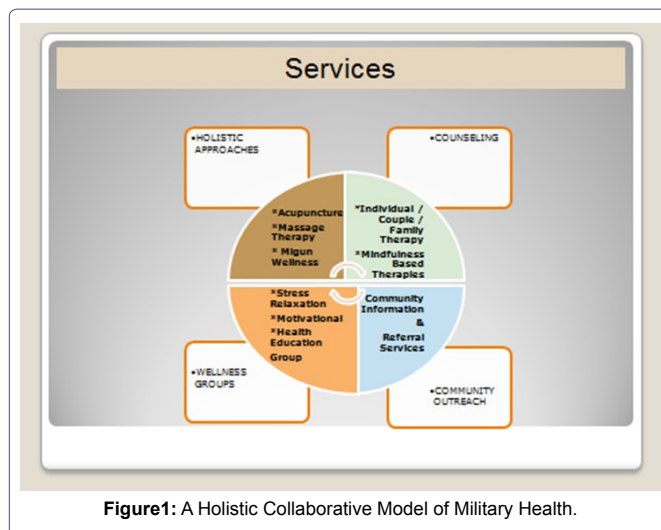 Services
•HOLISTIC
APPROACHES
•COUNSELING
*Acupuncture
*Massage
Therapy
* Migun
Wellness
*Individual /
Couple /
Family
Therapy
*Mindfulness
Based
Therapies
*Stress
Relaxation
*Motivational
*Health
Education
Group
Community
Information
&
Referral
Services
•WELLNESS
GROUPS
•COMMUNITY
OUTREACH
Figure1: A Holistic Collaborative Model of Military Health.